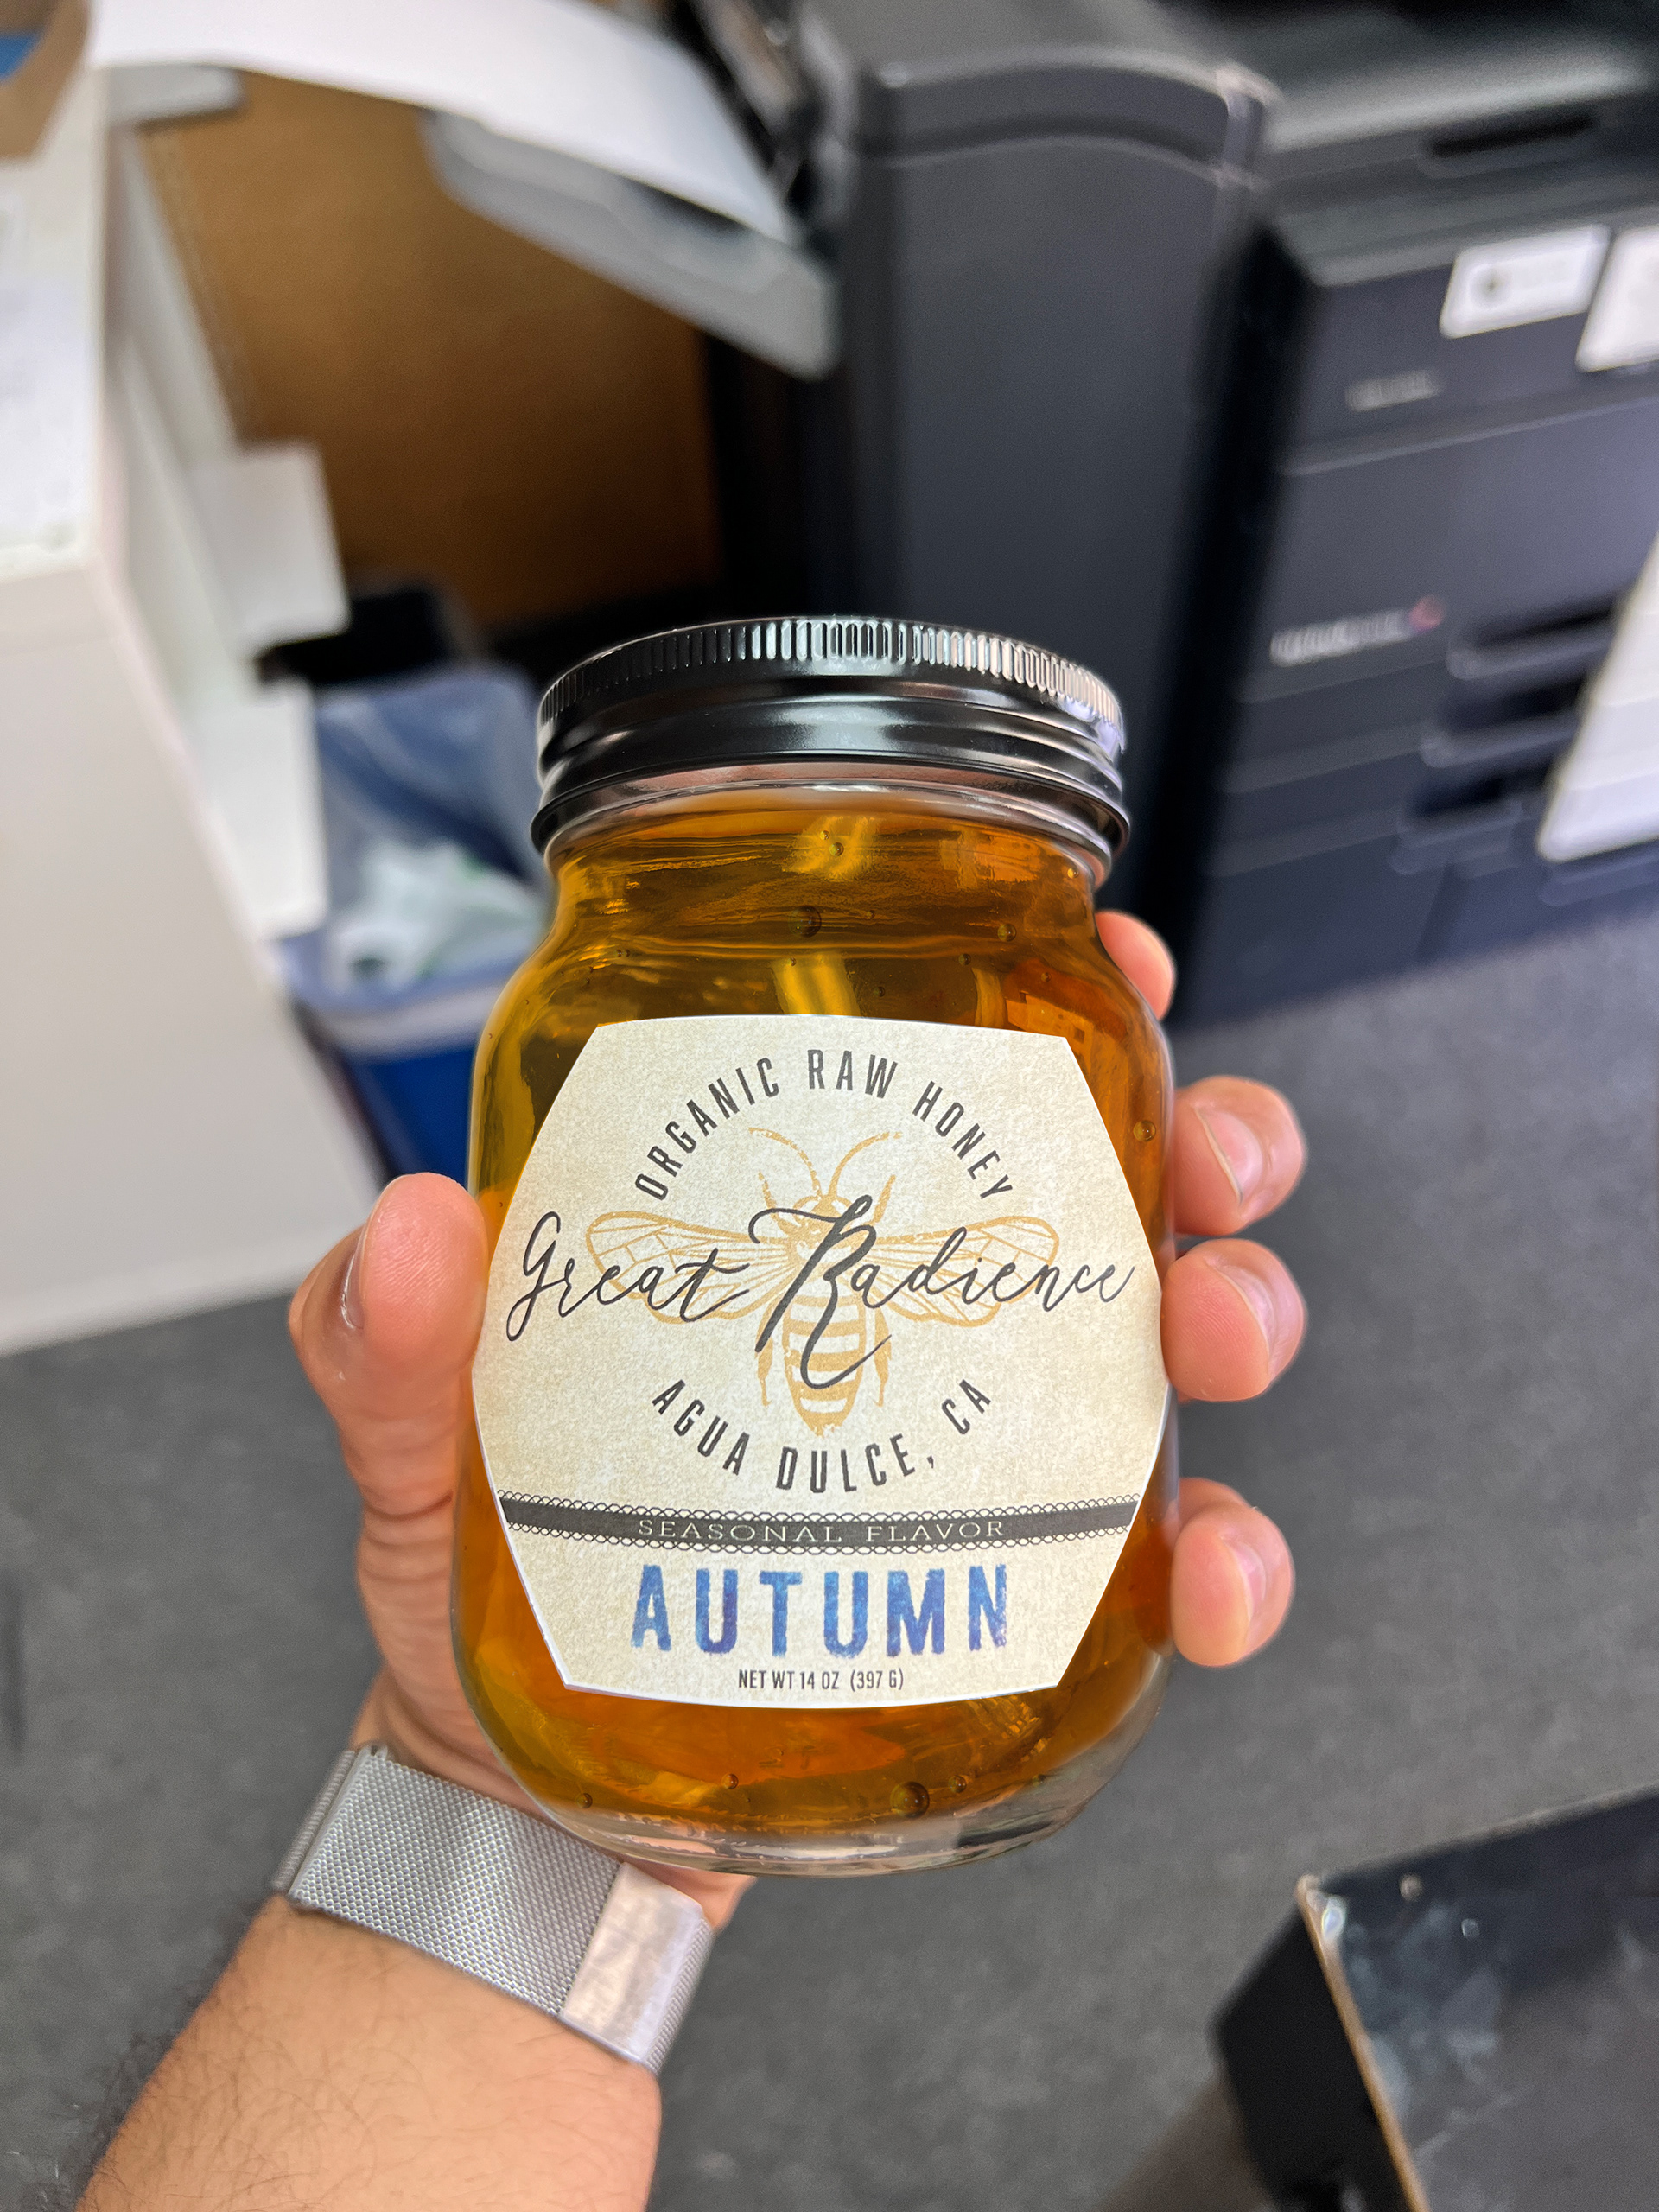 ORGANIC RAW HONEY
Great Radience
AGUA DULCE, CA
SEASONAL FLAVOR
AUTUMN
NET WT 14 OZ (397 G)